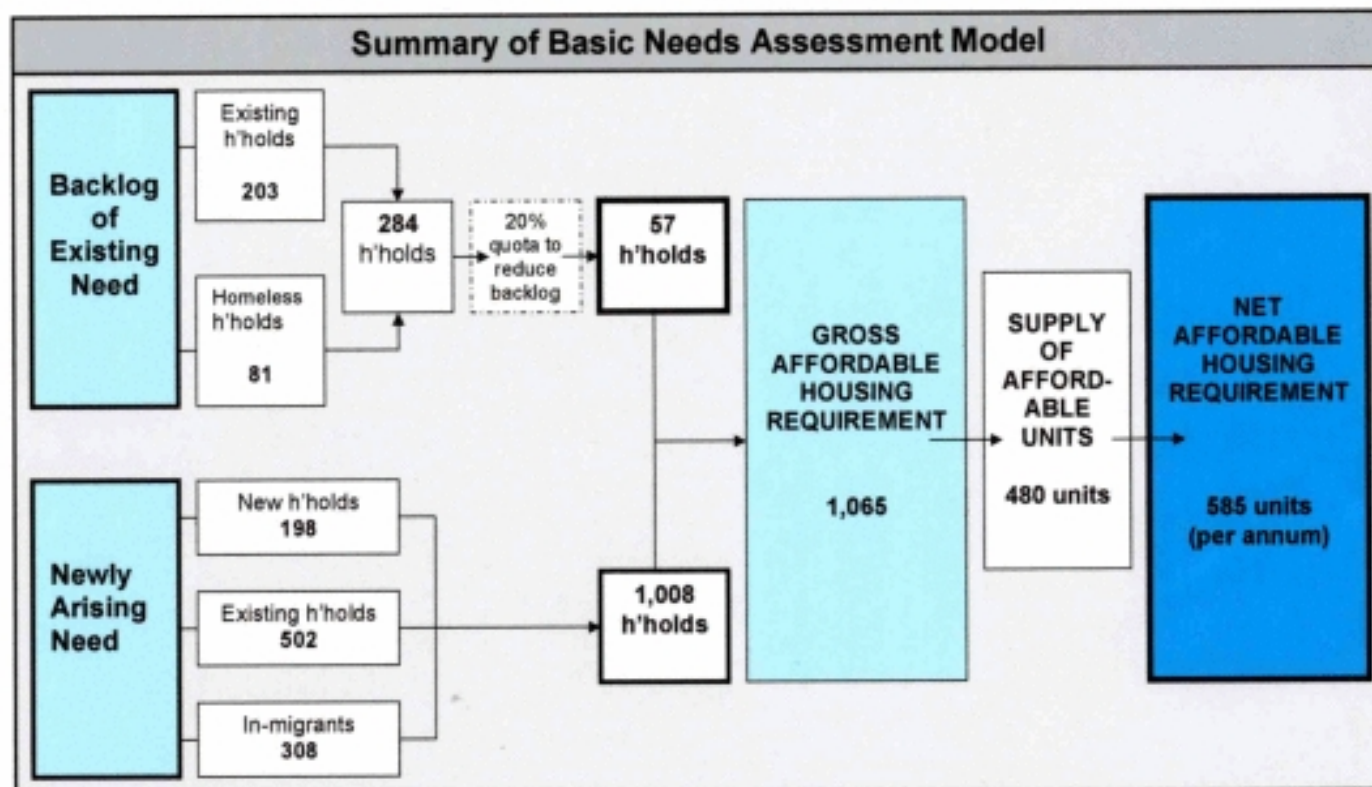 Summary of Basic Needs Assessment Model
Backlog
of
Existing
Need
Existing
h'holds
203
Homeless
h'holds
81
284
h'holds
20%
quota to
reduce
backlog
57
h'holds
Newly
Arising
Need
New h'holds
198
Existing h'holds
502
In-migrants
308
1,008
h'holds
GROSS
AFFORDABLE
HOUSING
REQUIREMENT
1,065
SUPPLY
OF
AFFORD-
ABLE
UNITS
480 units
NET
AFFORDABLE
HOUSING
REQUIREMENT
585 units
(per annum)